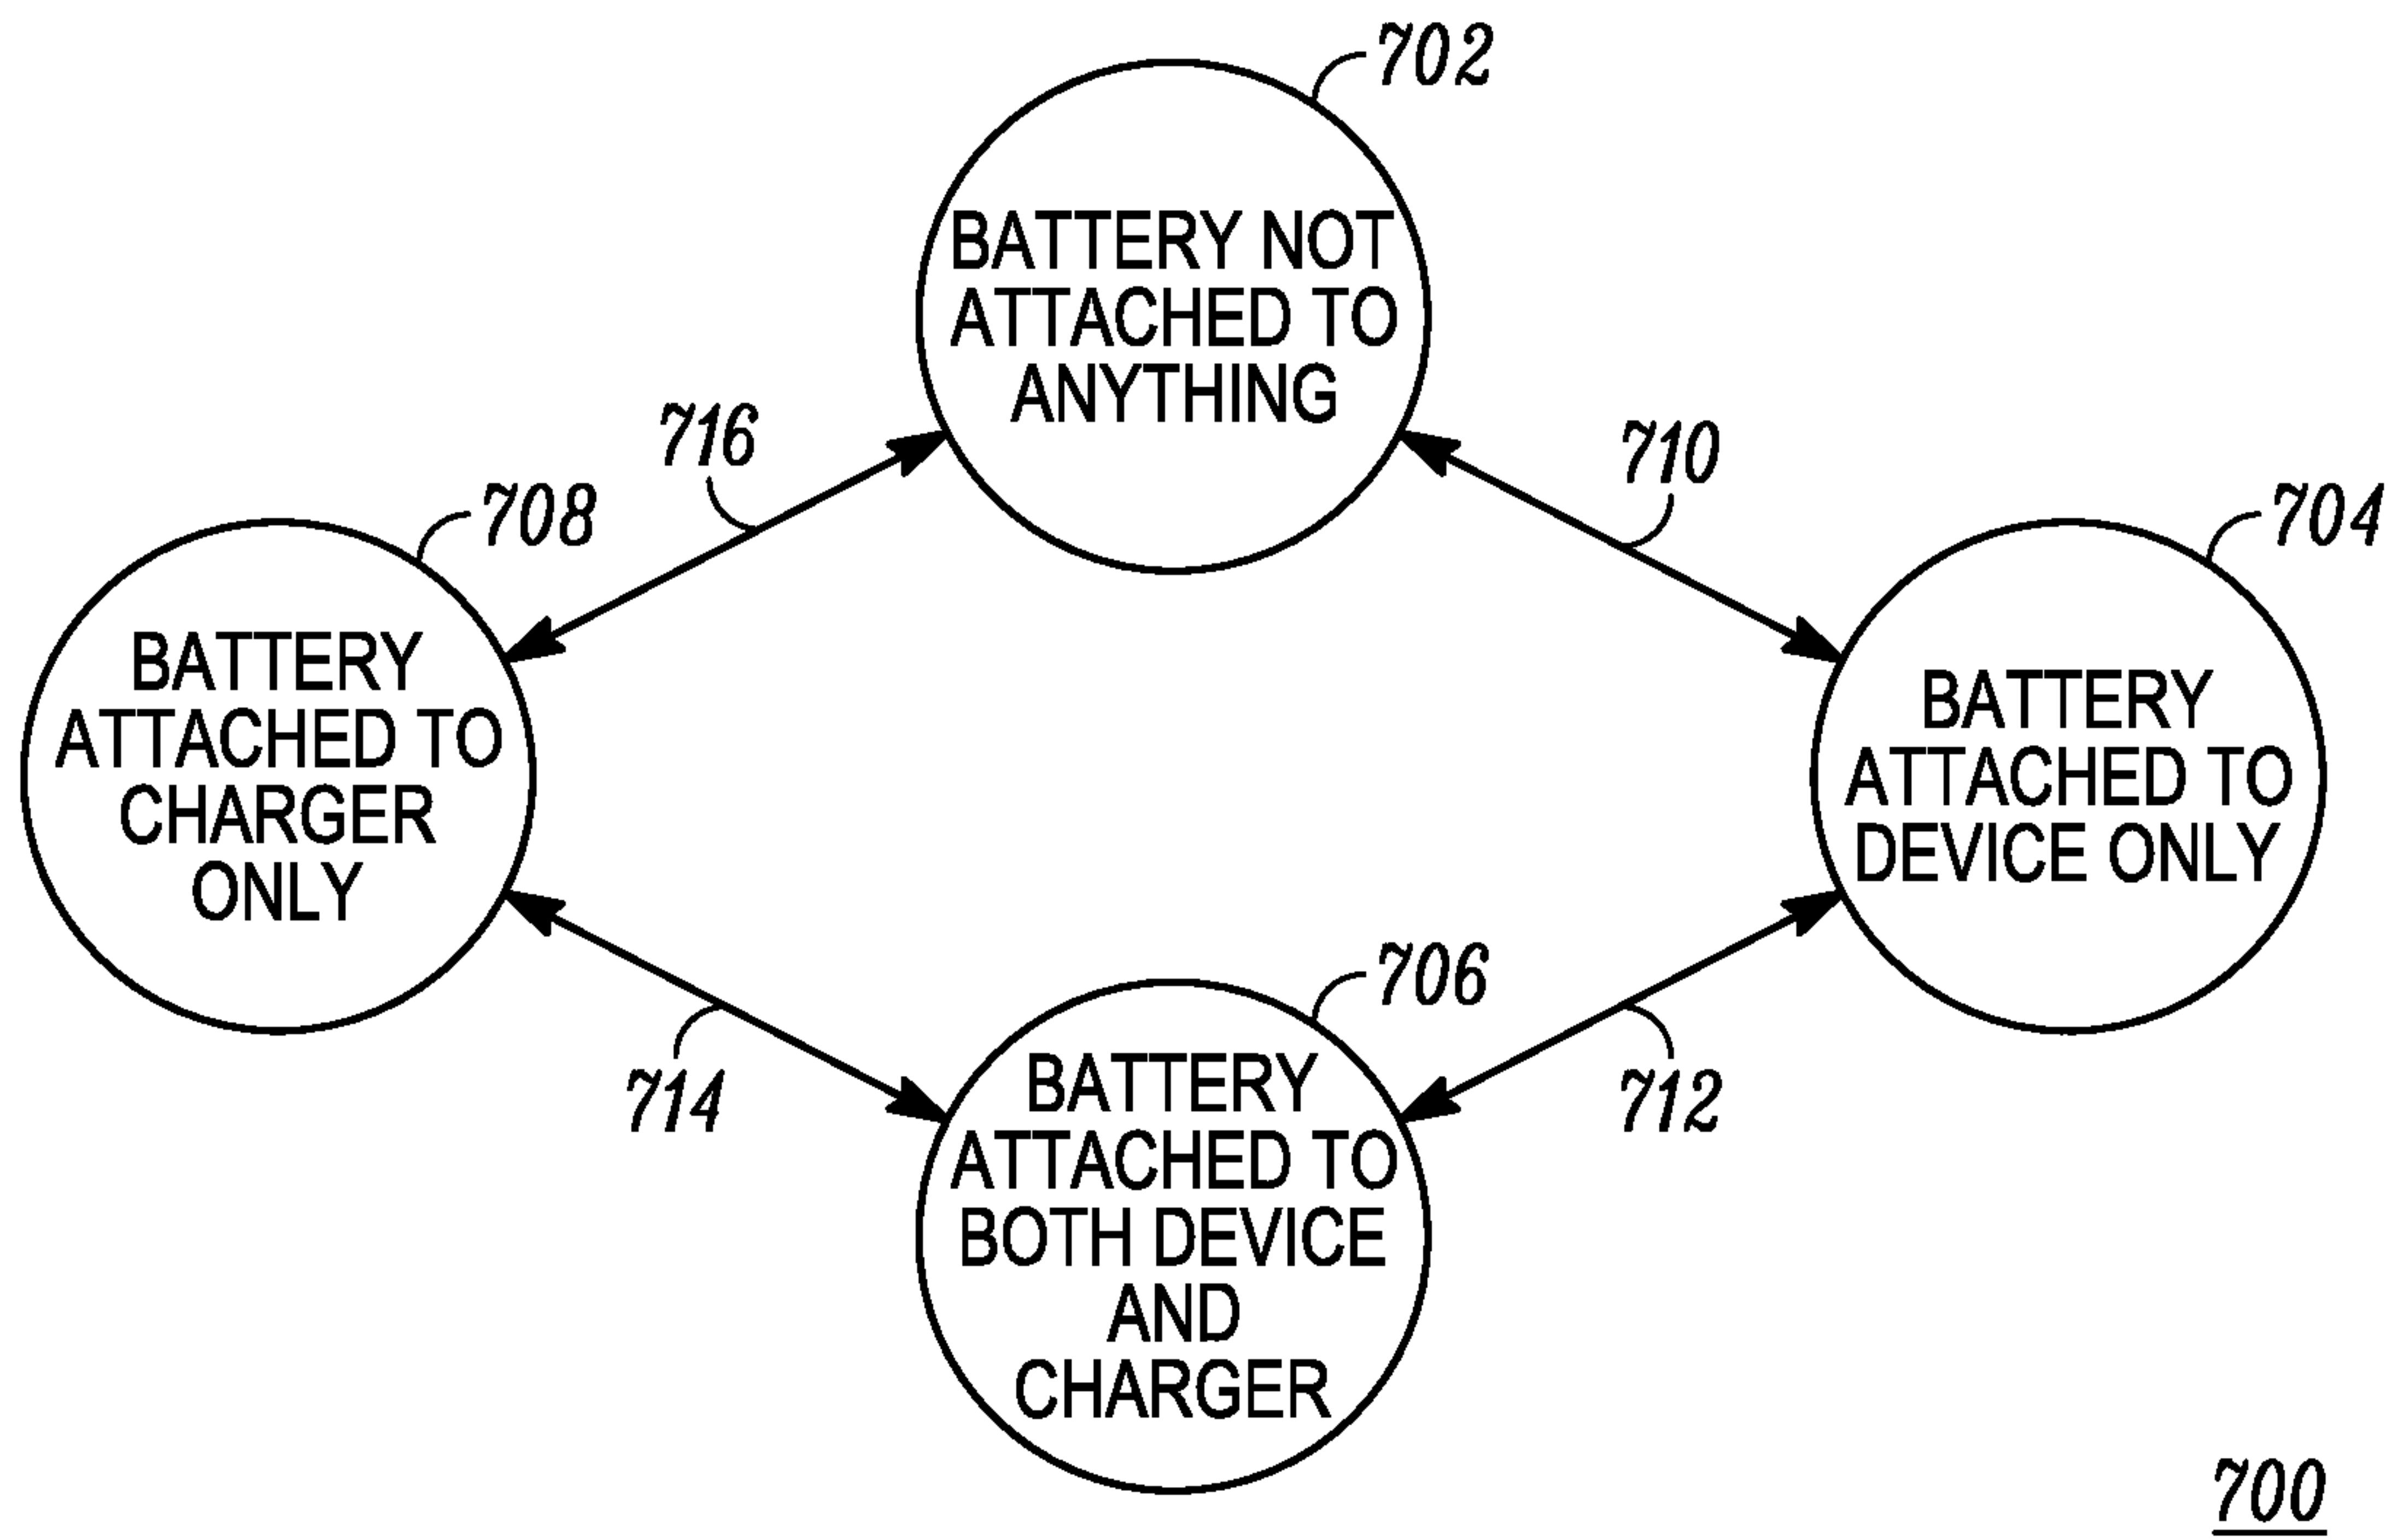 702
BATTERY NOT
ATTACHED TO
ANYTHING
716
710
708
704
BATTERY
ATTACHED TO
CHARGER
ONLY
BATTERY
ATTACHED TO
DEVICE ONLY
706
714
712
BATTERY
ATTACHED TO
BOTH DEVICE
AND
CHARGER
700